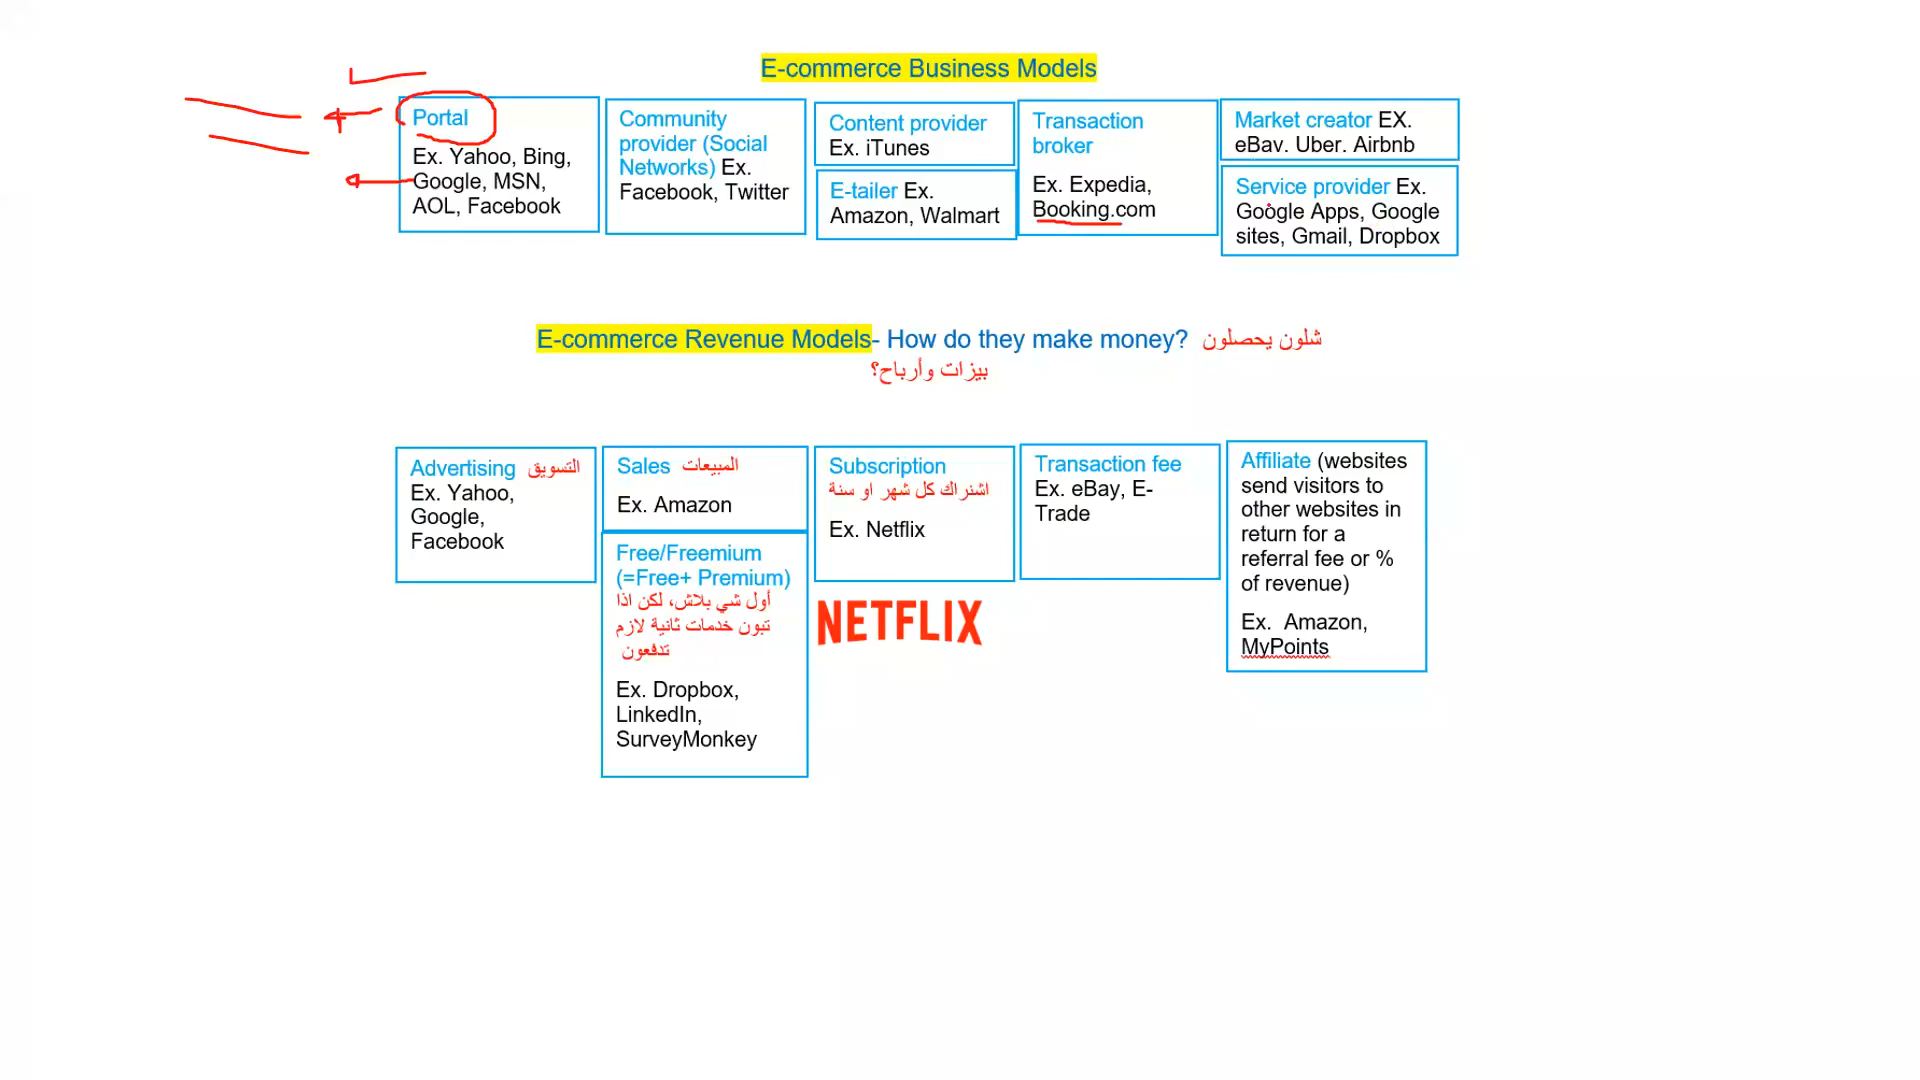 E-commerce Business Models
Portal
Ex. Yahoo, Bing,
Google, MSN,
AOL, Facebook
Community
provider (Social
Networks) Ex.
Facebook, Twitter
Content provider
Ex. iTunes
E-tailer Ex.
Amazon, Walmart
Transaction
broker
Ex. Expedia,
Booking.com
Market creator EX.
eBay, Uber, Airbnb
Service provider Ex.
Google Apps, Google
sites, Gmail, Dropbox
E-commerce Revenue Models- How do they make money? شلون يحصلون
بيزات وأرباح؟
Advertising التسويق
Ex. Yahoo,
Google,
Facebook
Sales المبيعات
Ex. Amazon
Free/Freemium
(=Free+ Premium)
أول شي بلاش، لكن اذا
تبون خدمات ثانية لازم
تدفعون
Ex. Dropbox,
LinkedIn,
SurveyMonkey
Subscription
اشتراك كل شهر او سنة
Ex. Netflix
NETFLIX
Transaction fee
Ex. eBay, E-
Trade
Affiliate (websites
send visitors to
other websites in
return for a
referral fee or %
of revenue)
Ex. Amazon,
MyPoints